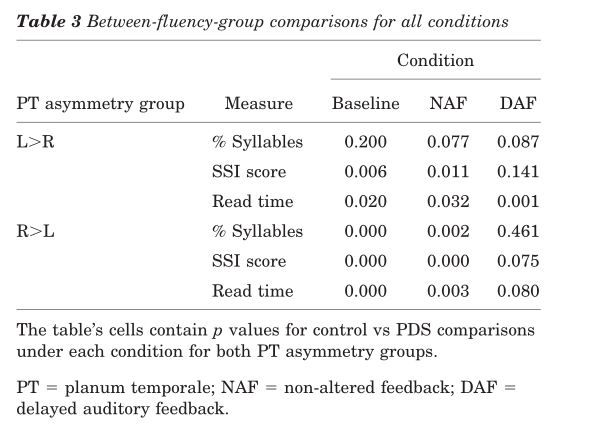 Table 3 Between-fluency-group comparisons for all conditions
Condition
PT asymmetry group Measure Baseline NAF DAF
L>R % Syllables 0.200 0.077 0.087
SSI score 0.006 0.011 0.141
Read time 0.020 0.032 0.001
R>L % Syllables 0.000 0.002 0.461
SSI score 0.000 0.000 0.075
Read time 0.000 0.003 0.080
The table's cells contain p values for control vs PDS comparisons
under each condition for both PT asymmetry groups.
PT = planum temporale; NAF = non-altered feedback; DAF =
delayed auditory feedback.